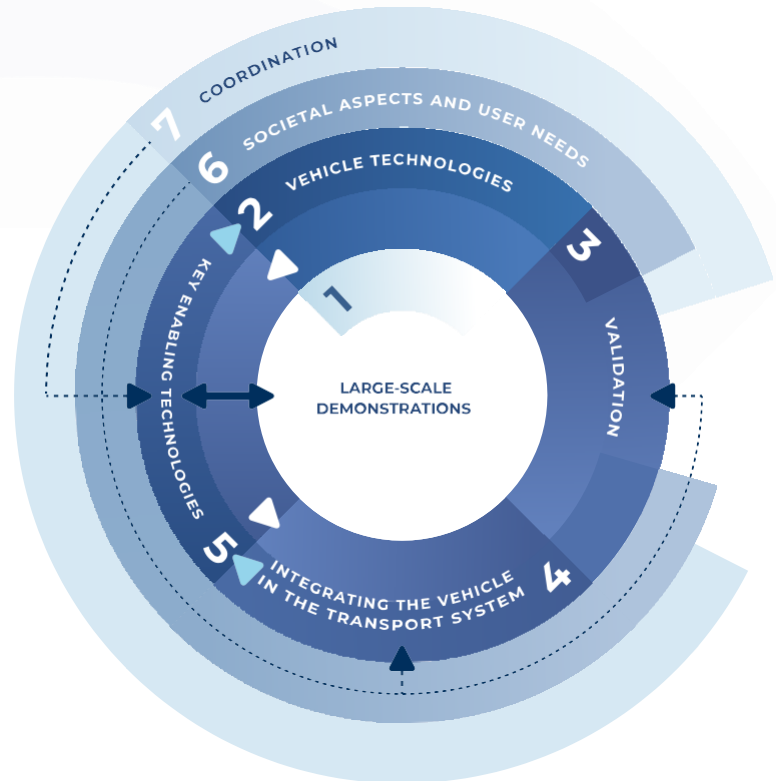 7 COORDINATION
6 SOCIETAL ASPECTS AND USER NEEDS
2 VEHICLE TECHNOLOGIES
3 VALIDATION
1 LARGE-SCALE
DEMONSTRATIONS
5 KEY ENABLING TECHNOLOGIES
4 INTEGRATING THE VEHICLE
IN THE TRANSPORT SYSTEM